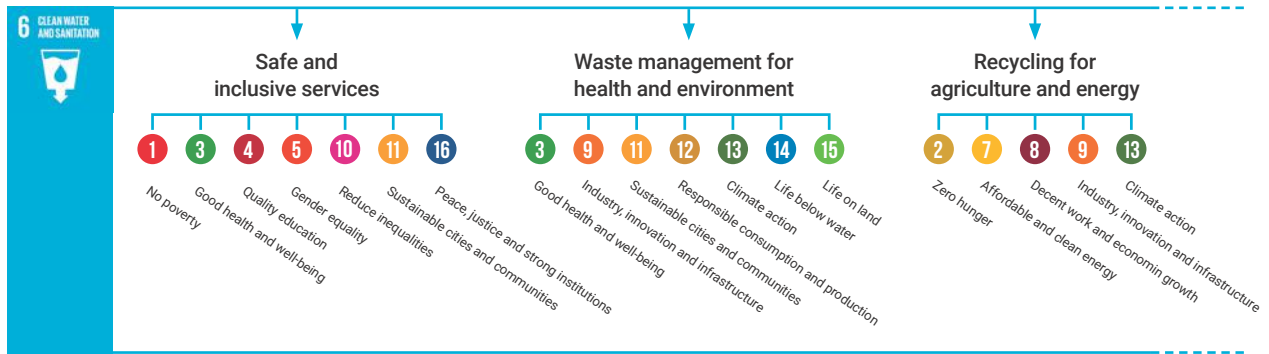 6 CLEAN WATER
AND SANITATION
Safe and
inclusive services
1
3
4
5
10
11
16
No poverty
Good health and well-being
Quality education
Gender equality
Reduce inequalities
Sustainable cities and communities
Peace, justice and strong institutions
Waste management for
health and environment
3
9
11
12
13
14
15
Good health and well-being
Industry, innovation and infrastructure
Sustainable cities and communities
Responsible consumption and production
Climate action
Life below water
Life on land
Recycling for
agriculture and energy
2
7
8
9
13
Zero hunger
Affordable and clean energy
Decent work and economin growth
Industry, innovation and infrastructure
Climate action